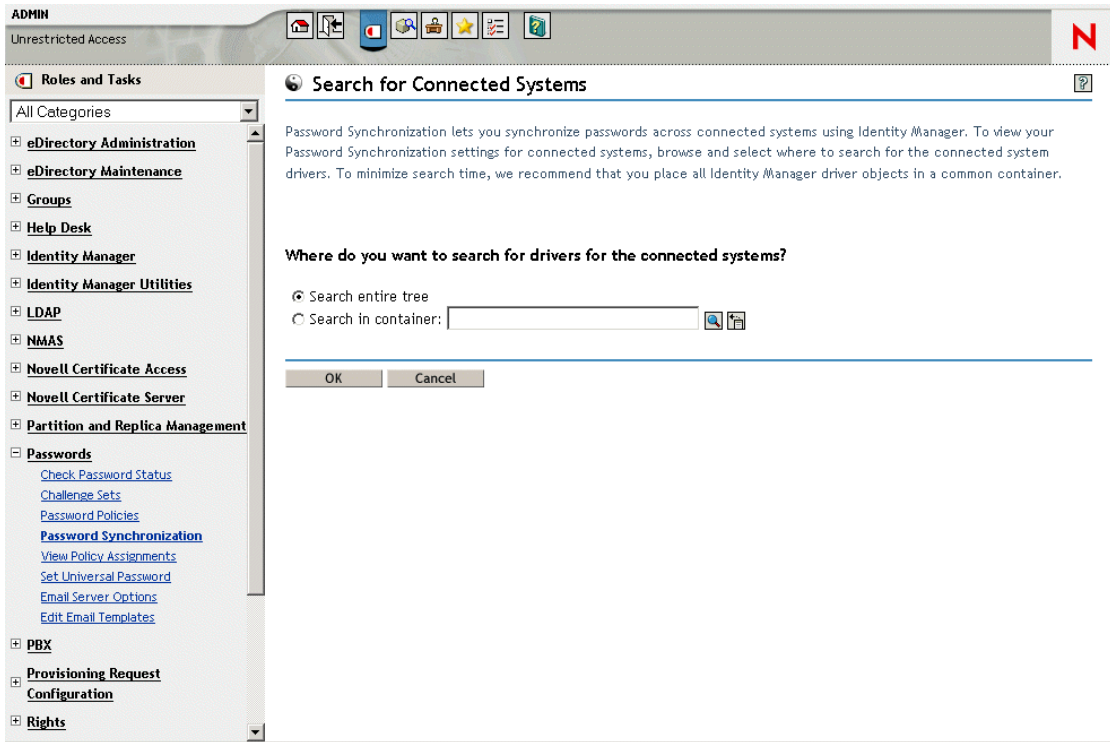 ADMIN
Unrestricted Access
N
Roles and Tasks
All Categories
eDirectory Administration
eDirectory Maintenance
Groups
Help Desk
Identity Manager
Identity Manager Utilities
LDAP
NMAS
Novell Certificate Access
Novell Certificate Server
Partition and Replica Management
Passwords
Check Password Status
Challenge Sets
Password Policies
Password Synchronization
View Policy Assignments
Set Universal Password
Email Server Options
Edit Email Templates
PBX
Provisioning Request
Configuration
Rights
Search for Connected Systems
?
Password Synchronization lets you synchronize passwords across connected systems using Identity Manager. To view your
Password Synchronization settings for connected systems, browse and select where to search for the connected system
drivers. To minimize search time, we recommend that you place all Identity Manager driver objects in a common container.
Where do you want to search for drivers for the connected systems?
Search entire tree
Search in container:
OK
Cancel